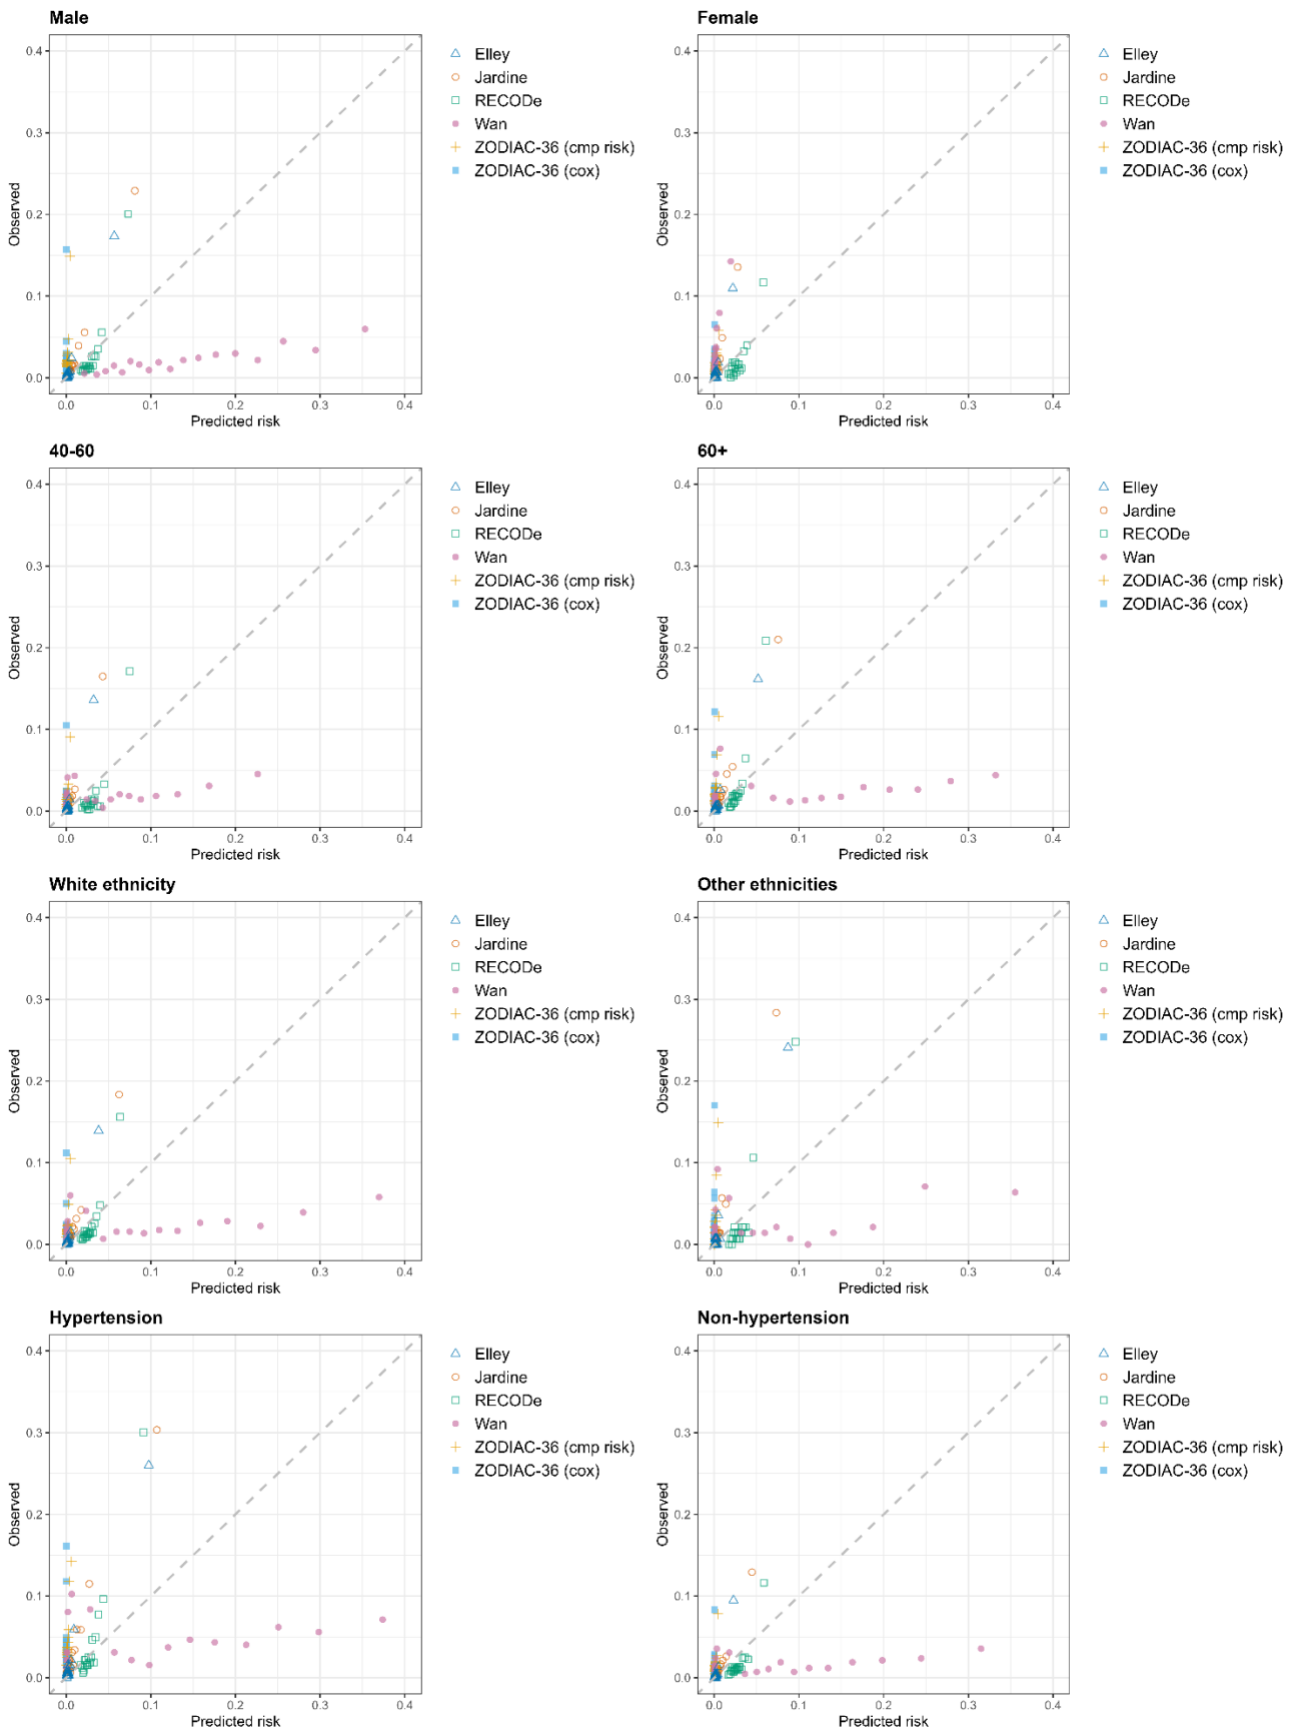 Male
0.4
0.3
0.2
0.1
0.0
Observed
0.0 0.1 0.2 0.3 0.4
Predicted risk
Elley
Jardine
RECODe
Wan
ZODIAC-36 (cmp risk)
ZODIAC-36 (cox)
Female
0.4
0.3
0.2
0.1
0.0
Observed
0.0 0.1 0.2 0.3 0.4
Predicted risk
Elley
Jardine
RECODe
Wan
ZODIAC-36 (cmp risk)
ZODIAC-36 (cox)
40-60
0.4
0.3
0.2
0.1
0.0
Observed
0.0 0.1 0.2 0.3 0.4
Predicted risk
Elley
Jardine
RECODe
Wan
ZODIAC-36 (cmp risk)
ZODIAC-36 (cox)
60+
0.4
0.3
0.2
0.1
0.0
Observed
0.0 0.1 0.2 0.3 0.4
Predicted risk
Elley
Jardine
RECODe
Wan
ZODIAC-36 (cmp risk)
ZODIAC-36 (cox)
White ethnicity
0.4
0.3
0.2
0.1
0.0
Observed
0.0 0.1 0.2 0.3 0.4
Predicted risk
Elley
Jardine
RECODe
Wan
ZODIAC-36 (cmp risk)
ZODIAC-36 (cox)
Other ethnicities
0.4
0.3
0.2
0.1
0.0
Observed
0.0 0.1 0.2 0.3 0.4
Predicted risk
Elley
Jardine
RECODe
Wan
ZODIAC-36 (cmp risk)
ZODIAC-36 (cox)
Hypertension
0.4
0.3
0.2
0.1
0.0
Observed
0.0 0.1 0.2 0.3 0.4
Predicted risk
Elley
Jardine
RECODe
Wan
ZODIAC-36 (cmp risk)
ZODIAC-36 (cox)
Non-hypertension
0.4
0.3
0.2
0.1
0.0
Observed
0.0 0.1 0.2 0.3 0.4
Predicted risk
Elley
Jardine
RECODe
Wan
ZODIAC-36 (cmp risk)
ZODIAC-36 (cox)